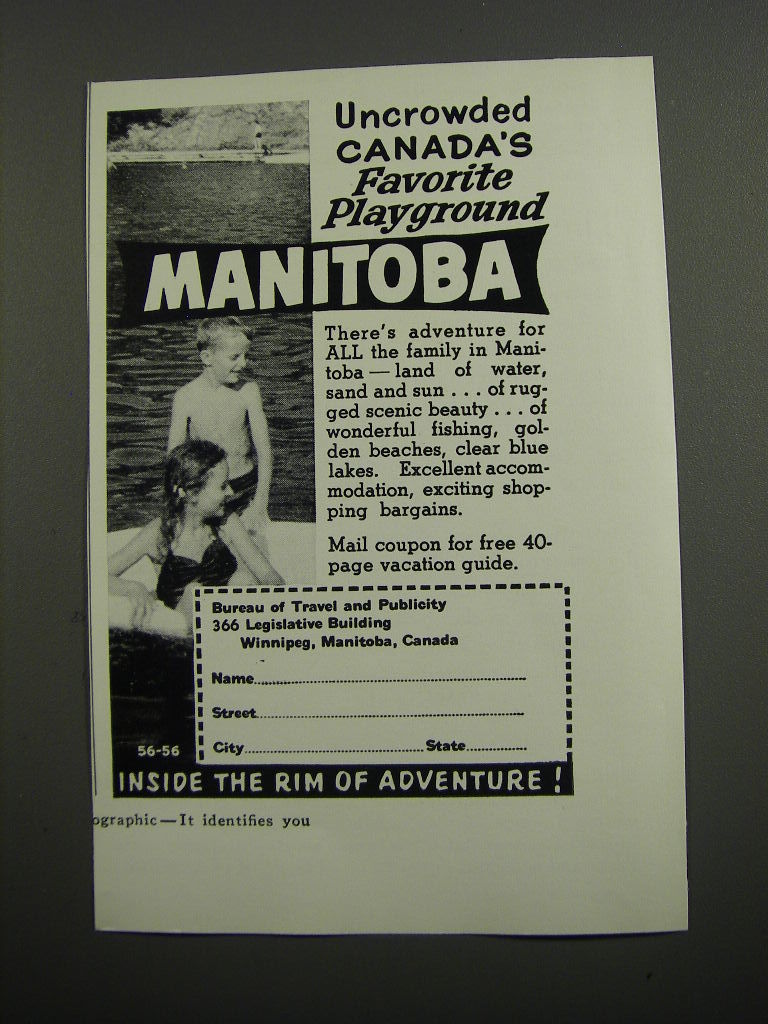 Uncrowded
CANADA'S
Favorite
Playground
MANITOBA
There's adventure for
ALL the family in Mani-
toba — land of water,
sand and sun . . . of rug-
ged scenic beauty . . . of
wonderful fishing, gol-
den beaches, clear blue
lakes. Excellent accom-
modation, exciting shop-
ping bargains.
Mail coupon for free 40-
page vacation guide.
Bureau of Travel and Publicity
366 Legislative Building
Winnipeg, Manitoba, Canada
Name
Street
City State
56-56
INSIDE THE RIM OF ADVENTURE !
ographic — It identifies you